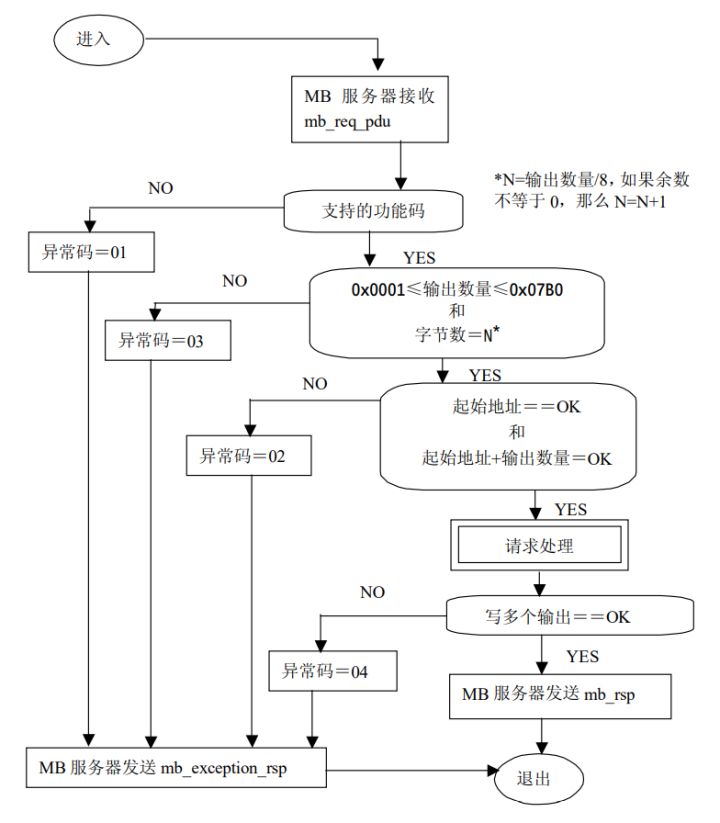 进入
MB 服务器接收
mb_req_pdu
*N=输出数量/8，如果余数
不等于 0，那么 N=N+1
NO
支持的功能码
异常码＝01
YES
NO
0x0001≤输出数量≤0x07B0
和
字节数＝N*
异常码＝03
YES
NO
起始地址＝＝OK
和
起始地址+输出数量＝OK
异常码＝02
YES
请求处理
NO
写多个输出＝＝OK
YES
异常码＝04
MB 服务器发送 mb_rsp
MB 服务器发送 mb_exception_rsp
退出